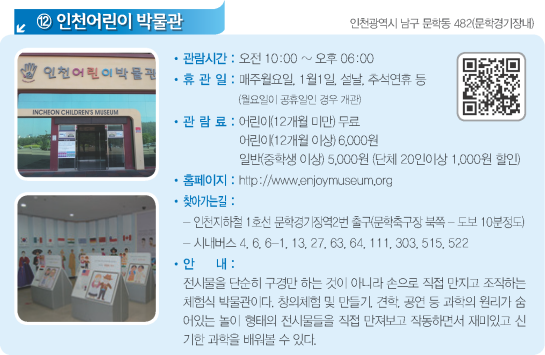 ⑫ 인천어린이 박물관
인천광역시 남구 문학동 482(문학경기장내)
• 관람시간 : 오전 10:00 ~ 오후 06:00
• 휴 관 일 : 매주월요일, 1월1일, 설날, 추석연휴 등
(월요일이 공휴일인 경우 개관)
• 관 람 료 : 어린이(12개월 미만) 무료
어린이(12개월 이상) 6,000원
일반(중학생 이상) 5,000원 (단체 20인이상 1,000원 할인)
• 홈페이지 : http://www.enjoymuseum.org
• 찾아가는길 :
- 인천지하철 1호선 문학경기장역2번 출구(문학축구장 북쪽 - 도보 10분정도)
- 시내버스 4, 6, 6-1, 13, 27, 63, 64, 111, 303, 515, 522
• 안 내 :
전시물을 단순히 구경만 하는 것이 아니라 손으로 직접 만지고 조작하는
체험식 박물관이다. 창의체험 및 만들기, 견학, 공연 등 과학의 원리가 숨
어있는 놀이 형태의 전시물들을 직접 만져보고 작동하면서 재미있고 신
기한 과학을 배워볼 수 있다.
인천어린이박물관
INCHEON CHILDREN'S MUSEUM